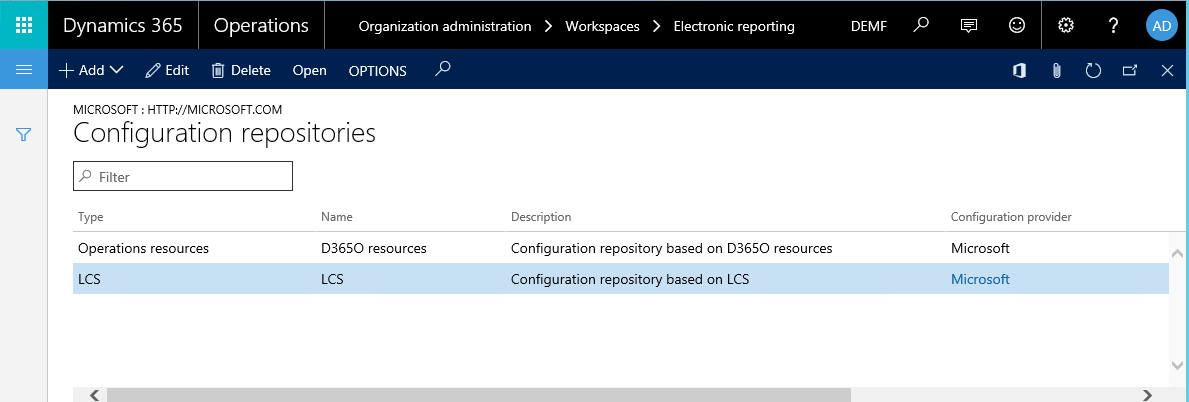 Dynamics 365 Operations Organization administration > Workspaces > Electronic reporting DEMF ? AD
+ Add Edit Delete Open OPTIONS
MICROSOFT : HTTP://MICROSOFT.COM
Configuration repositories
Filter
Type Name Description Configuration provider
Operations resources D365O resources Configuration repository based on D365O resources Microsoft
LCS LCS Configuration repository based on LCS Microsoft